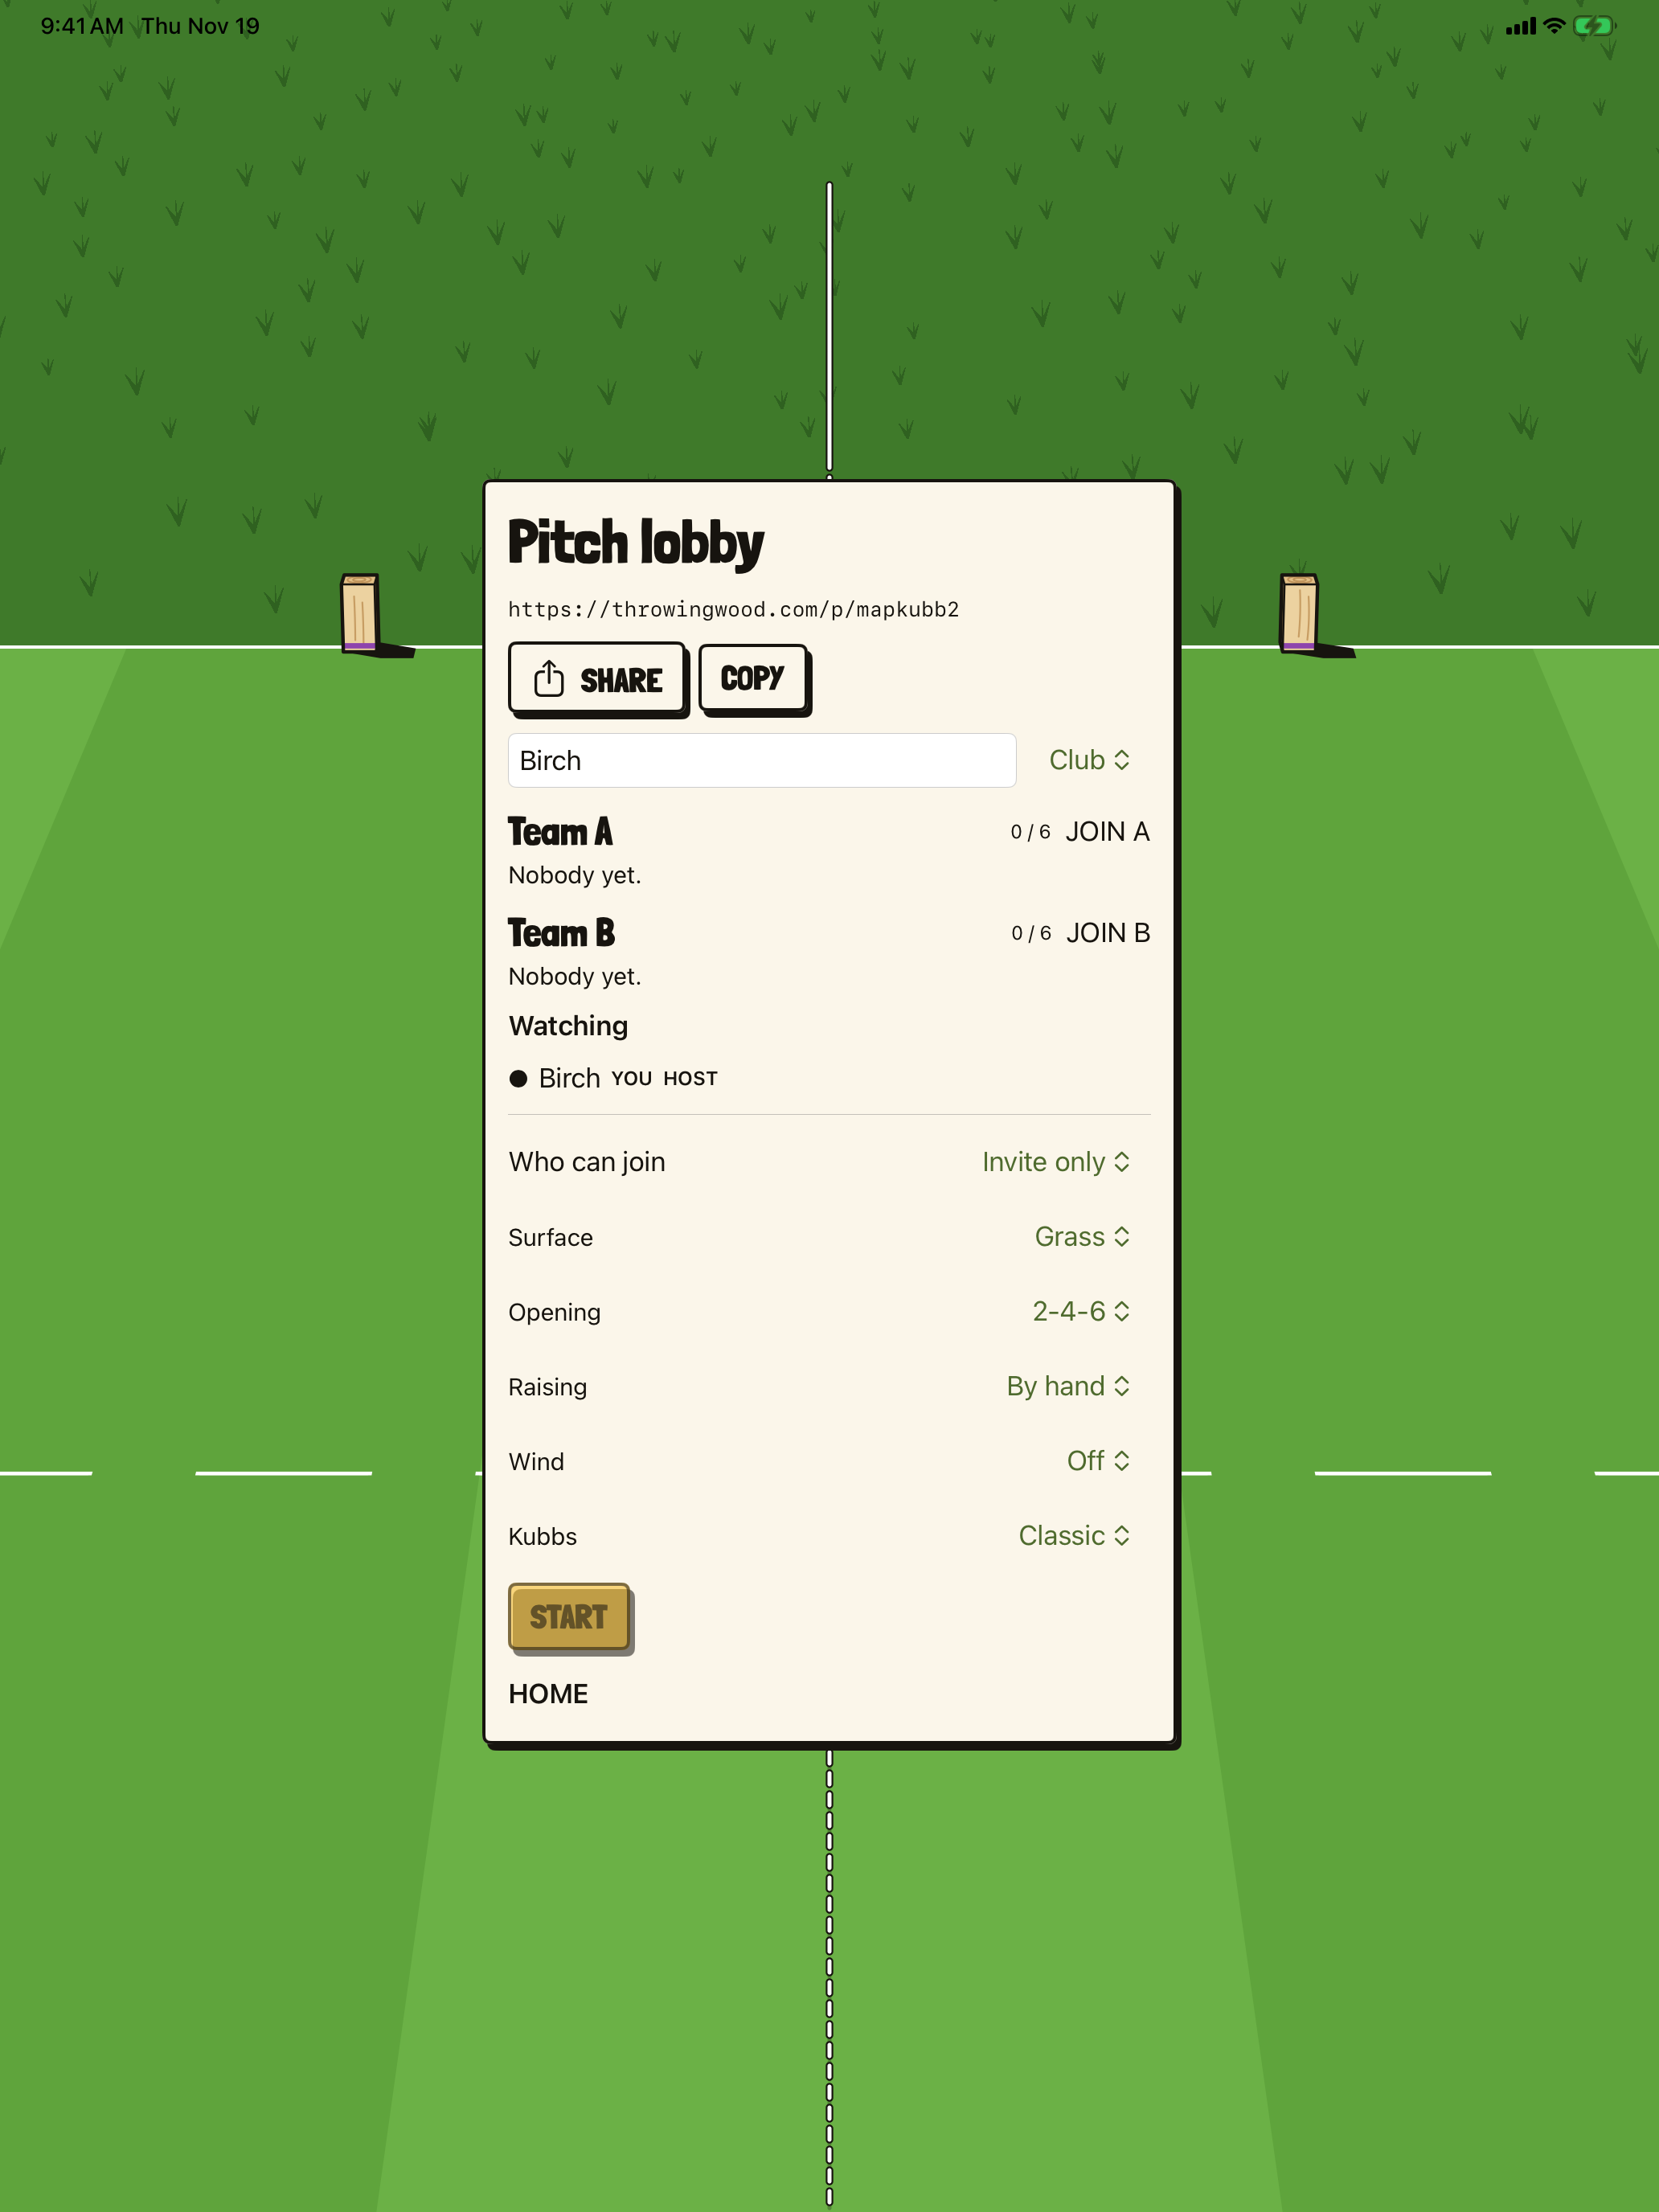 9:41 AM Thu Nov 19
Pitch lobby
https://throwingwood.com/p/mapkubb2
SHARE COPY
Birch Club
Team A 0 / 6 JOIN A
Nobody yet.
Team B 0 / 6 JOIN B
Nobody yet.
Watching
Birch YOU HOST
Who can join Invite only
Surface Grass
Opening 2-4-6
Raising By hand
Wind Off
Kubbs Classic
START
HOME